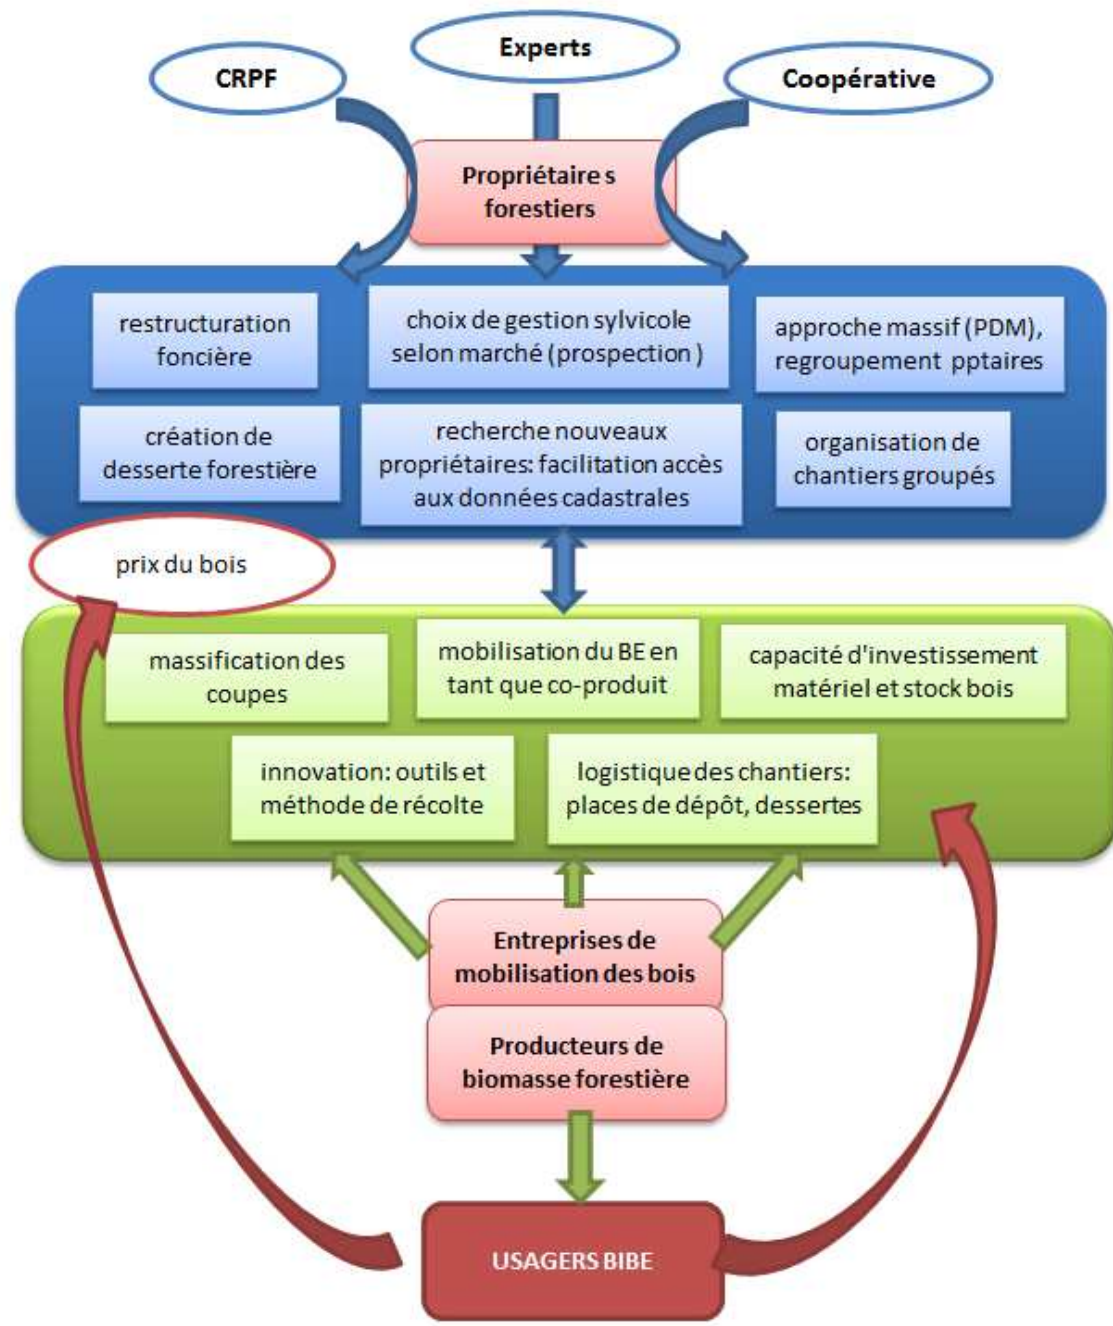 CRPF
Experts
Coopérative
Propriétaire s
forestiers
restructuration
foncière
choix de gestion sylvicole
selon marché (prospection )
approche massif (PDM),
regroupement pptaires
création de
desserte forestière
recherche nouveaux
propriétaires: facilitation accès
aux données cadastrales
organisation de
chantiers groupés
prix du bois
massification des
coupes
mobilisation du BE en
tant que co-produit
capacité d'investissement
matériel et stock bois
innovation: outils et
méthode de récolte
logistique des chantiers:
places de dépôt, dessertes
Entreprises de
mobilisation des bois
Producteurs de
biomasse forestière
USAGERS BIBE